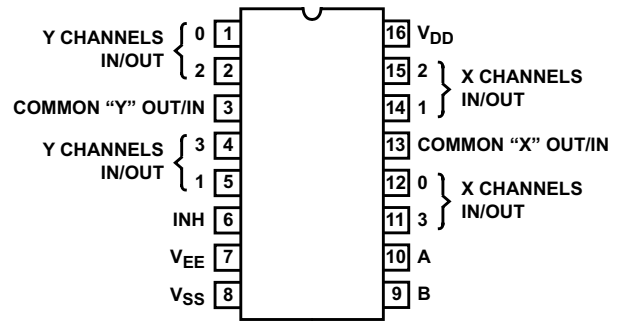 Y CHANNELS
IN/OUT
0 1
2 2
COMMON “Y” OUT/IN 3
Y CHANNELS
IN/OUT
3 4
1 5
INH 6
VEE 7
VSS 8
16 VDD
15 2
14 1
X CHANNELS
IN/OUT
13 COMMON “X” OUT/IN
12 0
11 3
X CHANNELS
IN/OUT
10 A
9 B